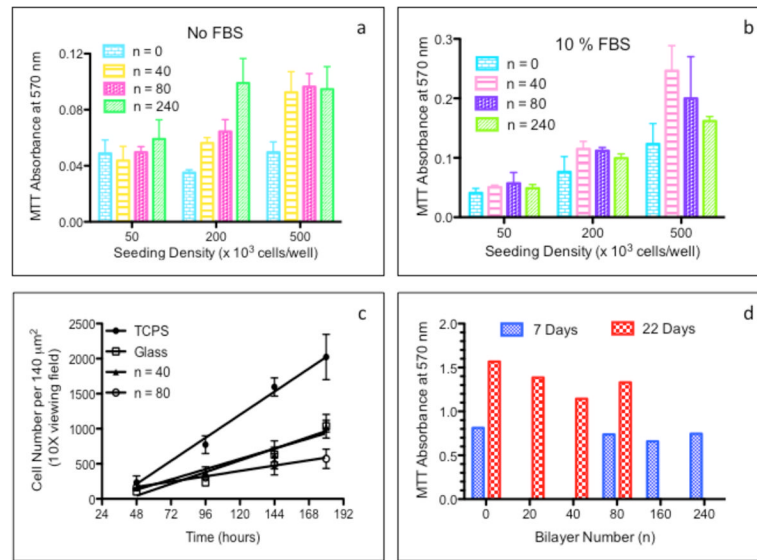 a
No FBS
n = 0
n = 40
n = 80
n = 240
MTT Absorbance at 570 nm
0.12
0.08
0.04
0.00
50 200 500
Seeding Density (x 10³ cells/well)
b
10 % FBS
n = 0
n = 40
n = 80
n = 240
MTT Absorbance at 570 nm
0.3
0.2
0.1
0.0
50 200 500
Seeding Density (x 10³ cells/well)
c
TCPS
Glass
n = 40
n = 80
Cell Number per 140 μm²
(10X viewing field)
2500
2000
1500
1000
500
0
24 48 72 96 120 144 168 192
Time (hours)
d
7 Days 22 Days
MTT Absorbance at 570 nm
2.0
1.5
1.0
0.5
0.0
0 20 40 80 160 240
Bilayer Number (n)